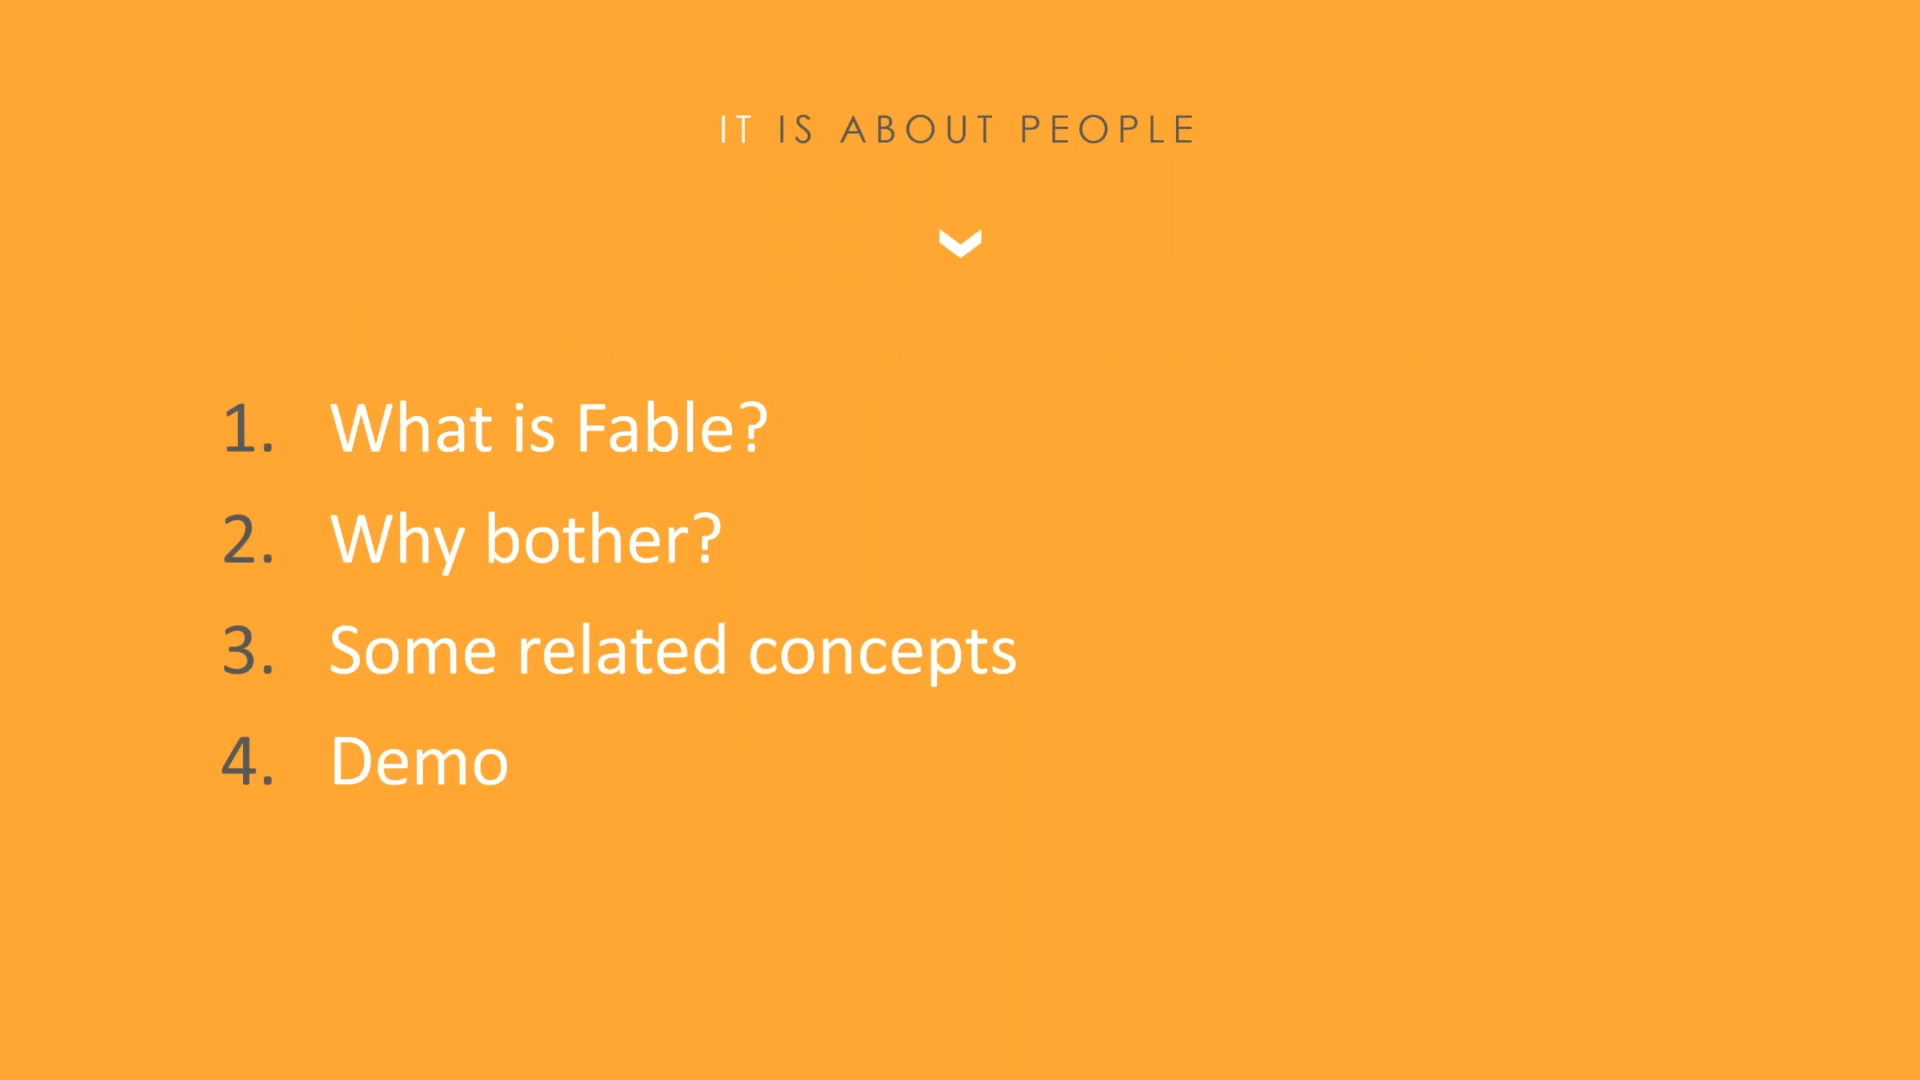 IT IS ABOUT PEOPLE
1. What is Fable?
2. Why bother?
3. Some related concepts
4. Demo